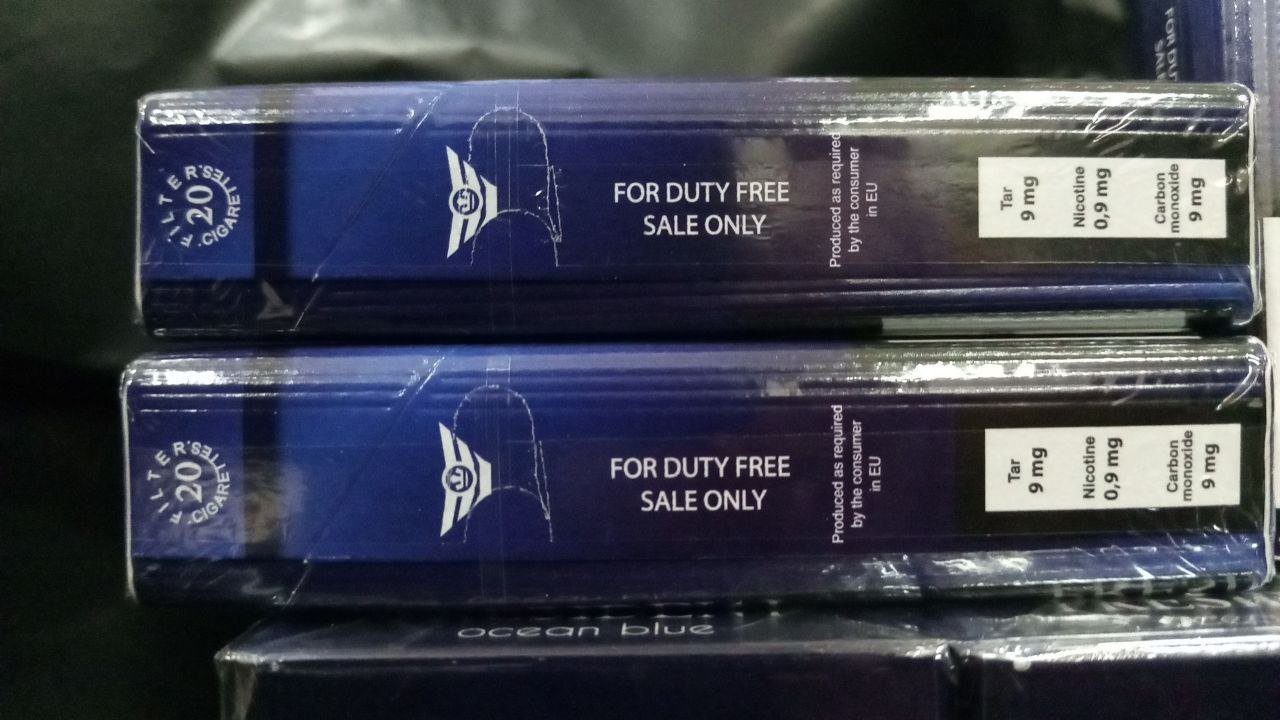 FILTER'S
20
CIGARETTES
FOR DUTY FREE
SALE ONLY
Produced as required
by the consumer
in EU
Tar
9 mg
Nicotine
0,9 mg
Carbon
monoxide
9 mg
FILTER'S
20
CIGARETTES
FOR DUTY FREE
SALE ONLY
Produced as required
by the consumer
in EU
Tar
9 mg
Nicotine
0,9 mg
Carbon
monoxide
9 mg
ocean blue